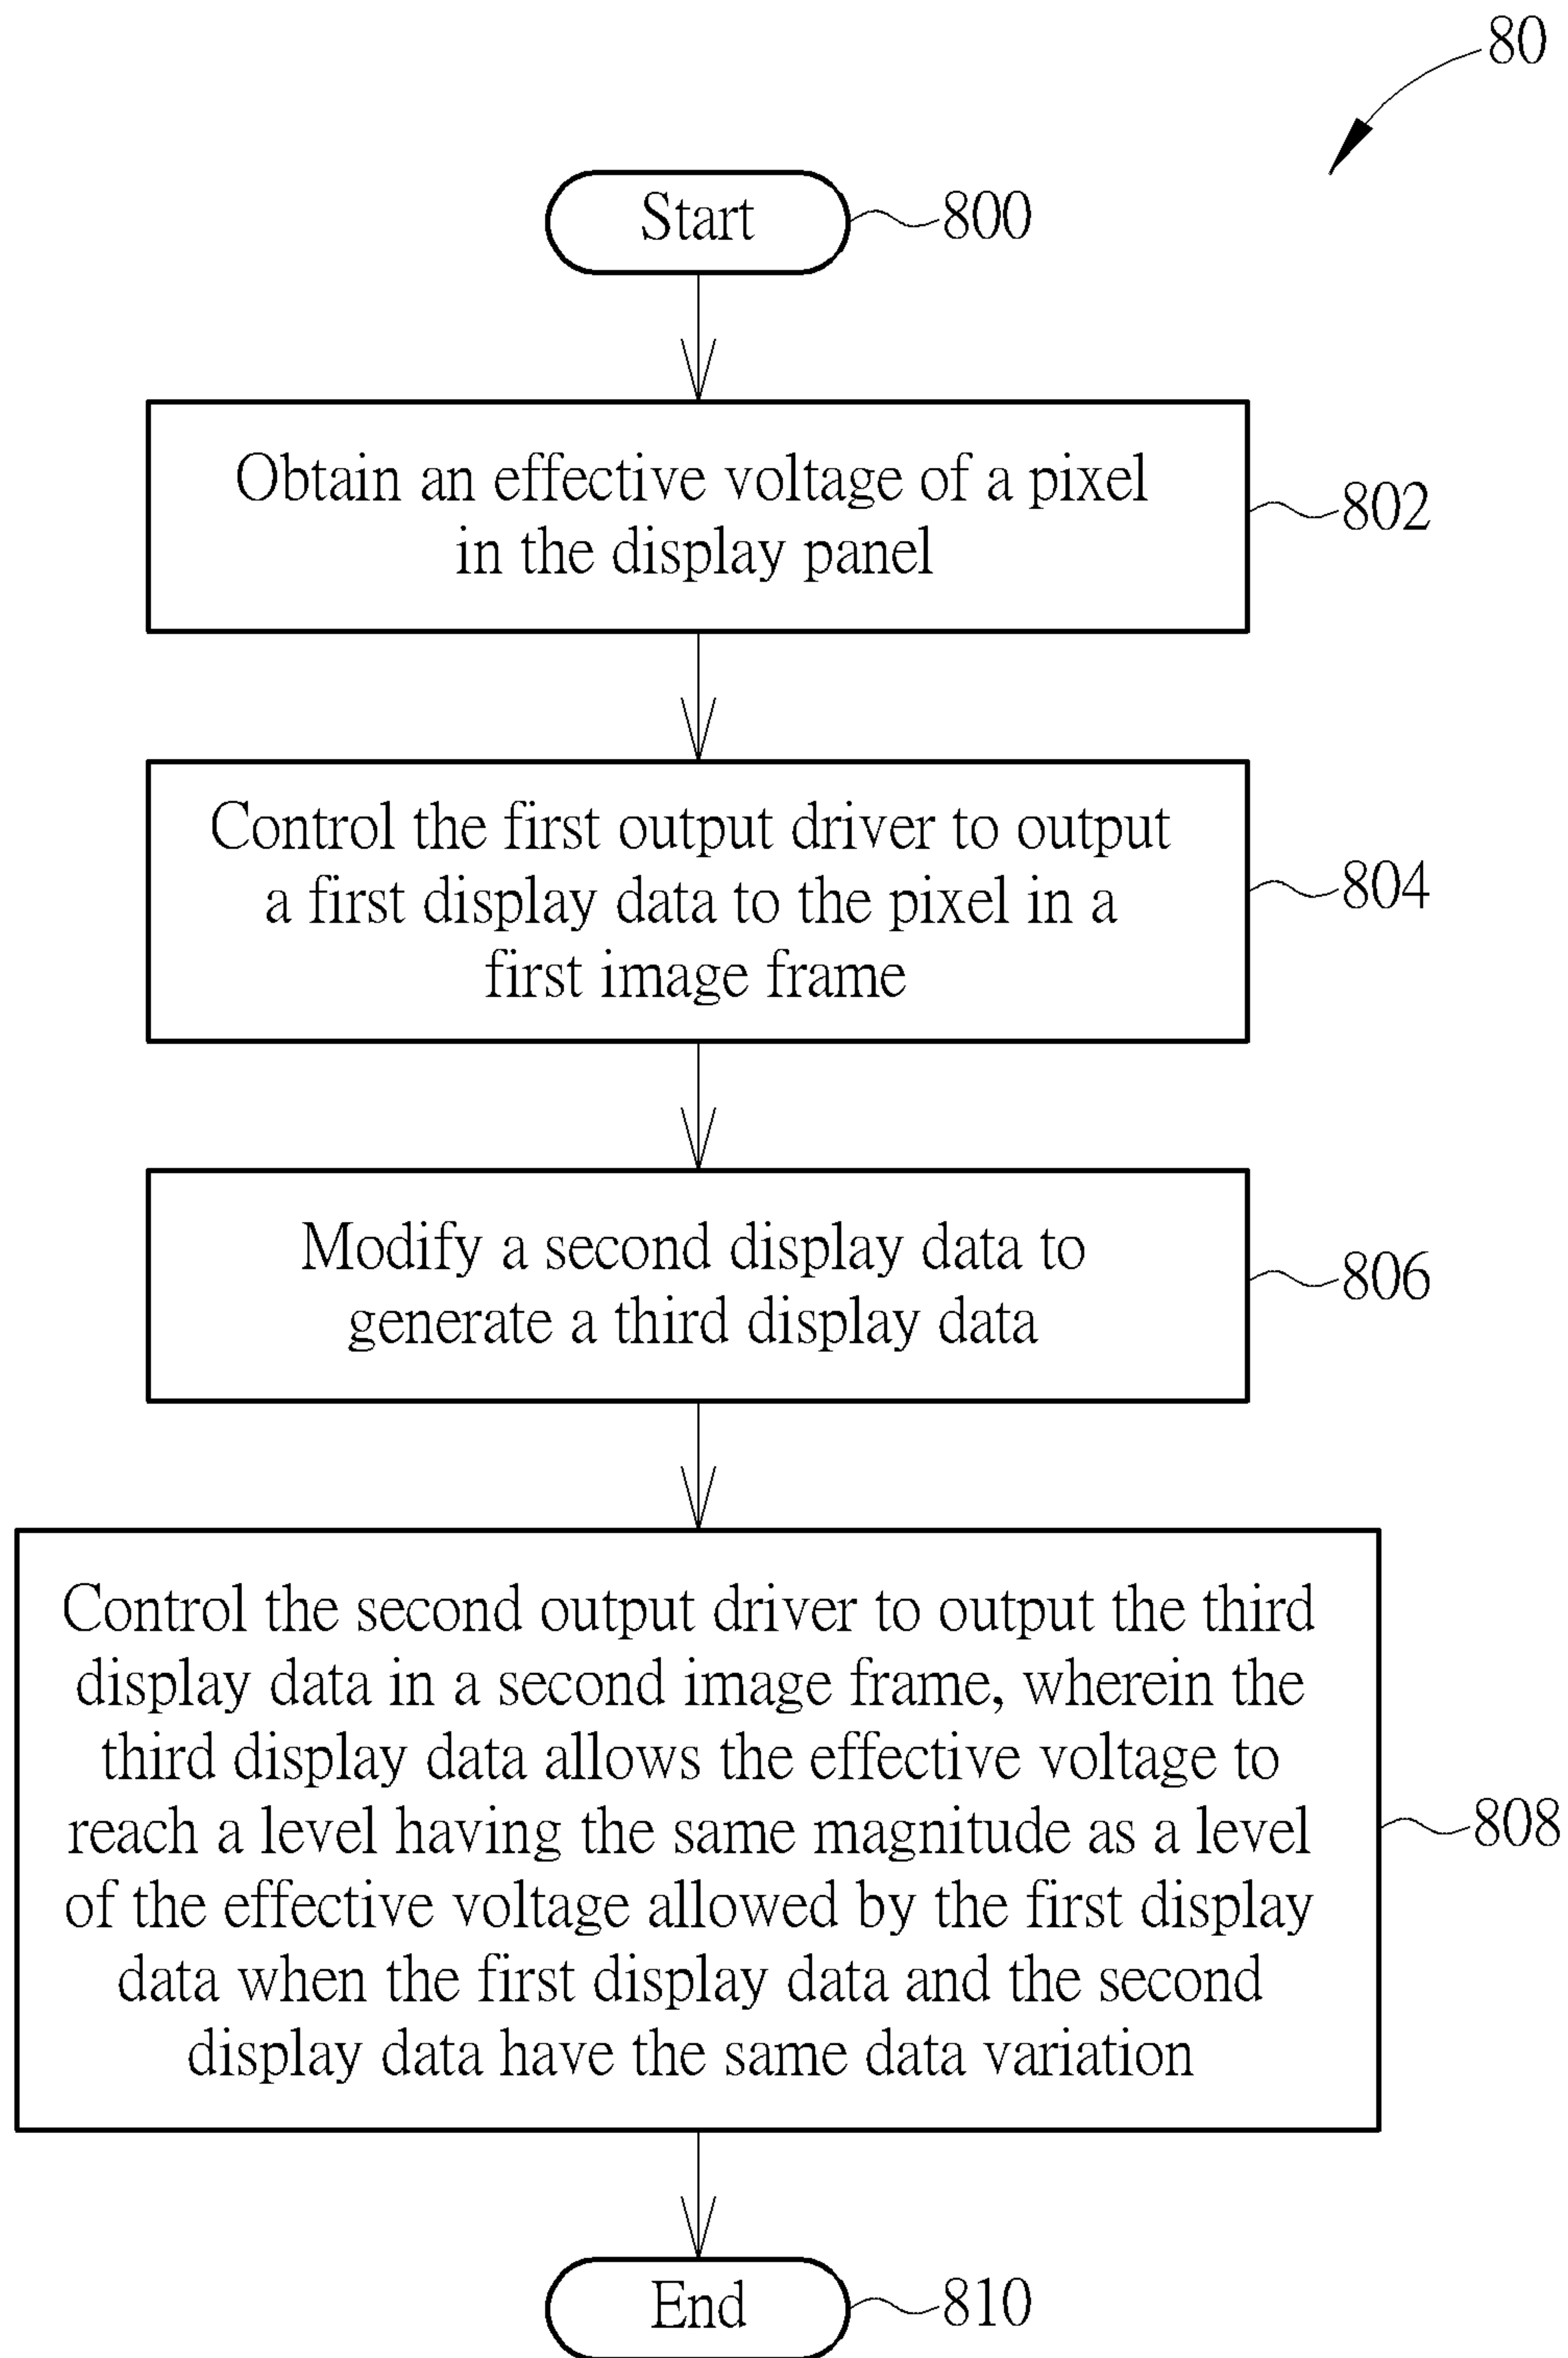 80
Start
800
Obtain an effective voltage of a pixel
in the display panel
802
Control the first output driver to output
a first display data to the pixel in a
first image frame
804
Modify a second display data to
generate a third display data
806
Control the second output driver to output the third
display data in a second image frame, wherein the
third display data allows the effective voltage to
reach a level having the same magnitude as a level
of the effective voltage allowed by the first display
data when the first display data and the second
display data have the same data variation
808
End
810